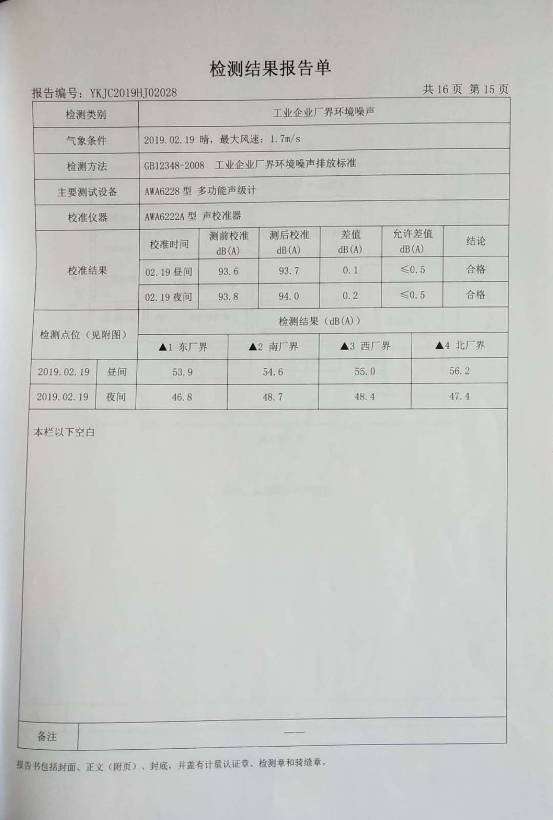 检测结果报告单
报告编号：YKJC2019HJ02028 共 16 页 第 15 页
检测类别 工业企业厂界环境噪声
气象条件 2019.02.19 晴，最大风速：1.7m/s
检测方法 GB12348-2008 工业企业厂界环境噪声排放标准
主要测试设备 AWA6228 型 多功能声级计
校准仪器 AWA6222A 型 声校准器
校准结果 校准时间 测前校准 dB(A) 测后校准 dB(A) 差值 dB(A) 允许差值 dB(A) 结论
02.19 昼间 93.6 93.7 0.1 ≤0.5 合格
02.19 夜间 93.8 94.0 0.2 ≤0.5 合格
检测点位（见附图） 检测结果（dB(A)）
▲1 东厂界 ▲2 南厂界 ▲3 西厂界 ▲4 北厂界
2019.02.19 昼间 53.9 54.6 55.0 56.2
2019.02.19 夜间 46.8 48.7 48.4 47.4
本栏以下空白
备注 ——
报告书包括封面、正文（附页）、封底，并盖有计量认证章、检测章和骑缝章。